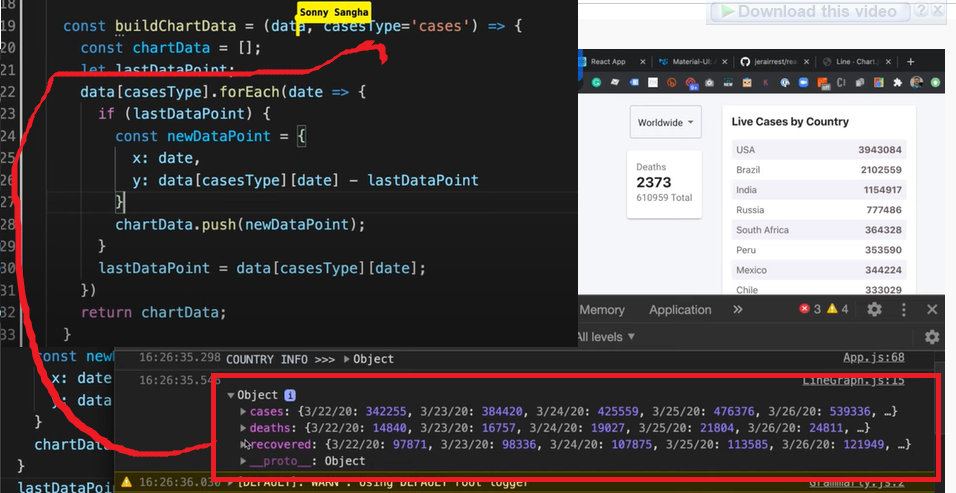 18
Sonny Sangha
19 const buildChartData = (data, casesType='cases') => {
20 const chartData = [];
21 let lastDataPoint;
22 data[casesType].forEach(date => {
23 if (lastDataPoint) {
24 const newDataPoint = {
25 x: date,
26 y: data[casesType][date] - lastDataPoint
27 }
28 chartData.push(newDataPoint);
29 }
30 lastDataPoint = data[casesType][date];
31 })
32 return chartData;
33 }
Download this video ? X
React App
Material-UI:
jerairrest/rea
Line · Chart.j
Worldwide
Deaths
2373
610959 Total
Live Cases by Country
USA 3943084
Brazil 2102559
India 1154917
Russia 777486
South Africa 364328
Peru 353590
Mexico 344224
Chile 333029
Memory Application » 3 4
All levels
const new
x: date
y: data
}
chartData
}
lastDataPoi
16:26:35.298 COUNTRY INFO >>> Object App.js:68
16:26:35.546 LineGraph.js:15
Object i
cases: {3/22/20: 342255, 3/23/20: 384420, 3/24/20: 425559, 3/25/20: 476376, 3/26/20: 539336, …}
deaths: {3/22/20: 14840, 3/23/20: 16757, 3/24/20: 19027, 3/25/20: 21804, 3/26/20: 24811, …}
recovered: {3/22/20: 97871, 3/23/20: 98336, 3/24/20: 107875, 3/25/20: 113585, 3/26/20: 121949, …}
__proto__: Object
16:26:36.030 [DEFAULT]: WARN : Using DEFAULT root logger Grammarly.js:2